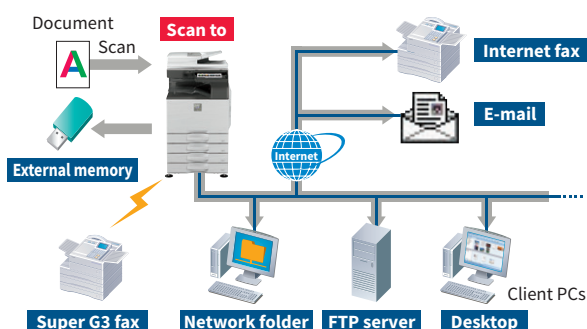 Document
Scan to
Scan
A
Internet fax
E-mail
Internet
External memory
Client PCs
Super G3 fax
Network folder
FTP server
Desktop